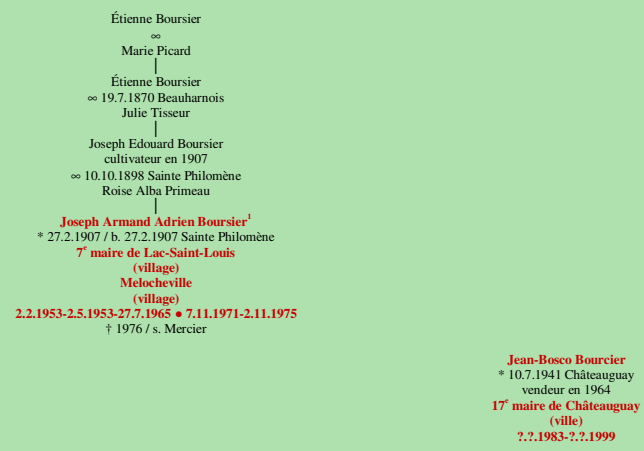 Étienne Boursier
∞
Marie Picard
Étienne Boursier
∞ 19.7.1870 Beauharnois
Julie Tisseur
Joseph Edouard Boursier
cultivateur en 1907
∞ 10.10.1898 Sainte Philomène
Roise Alba Primeau
Joseph Armand Adrien Boursier¹
* 27.2.1907 / b. 27.2.1907 Sainte Philomène
7ᵉ maire de Lac-Saint-Louis
(village)
Melocheville
(village)
2.2.1953-2.5.1953-27.7.1965 ● 7.11.1971-2.11.1975
† 1976 / s. Mercier
Jean-Bosco Bourcier
* 10.7.1941 Châteauguay
vendeur en 1964
17ᵉ maire de Châteauguay
(ville)
?.?.1983-?.?.1999